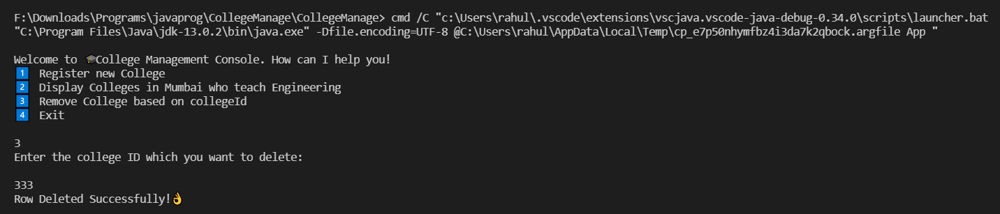 F:\Downloads\Programs\javaprog\CollegeManage\CollegeManage> cmd /C "c:\Users\rahul\.vscode\extensions\vscjava.vscode-java-debug-0.34.0\scripts\launcher.bat
"C:\Program Files\Java\jdk-13.0.2\bin\java.exe" -Dfile.encoding=UTF-8 @C:\Users\rahul\AppData\Local\Temp\cp_e7p50nhymfbz4i3da7k2qbock.argfile App "
Welcome to 🎓College Management Console. How can I help you!
1️⃣ Register new College
2️⃣ Display Colleges in Mumbai who teach Engineering
3️⃣ Remove College based on collegeId
4️⃣ Exit
3
Enter the college ID which you want to delete:
333
Row Deleted Successfully!👌